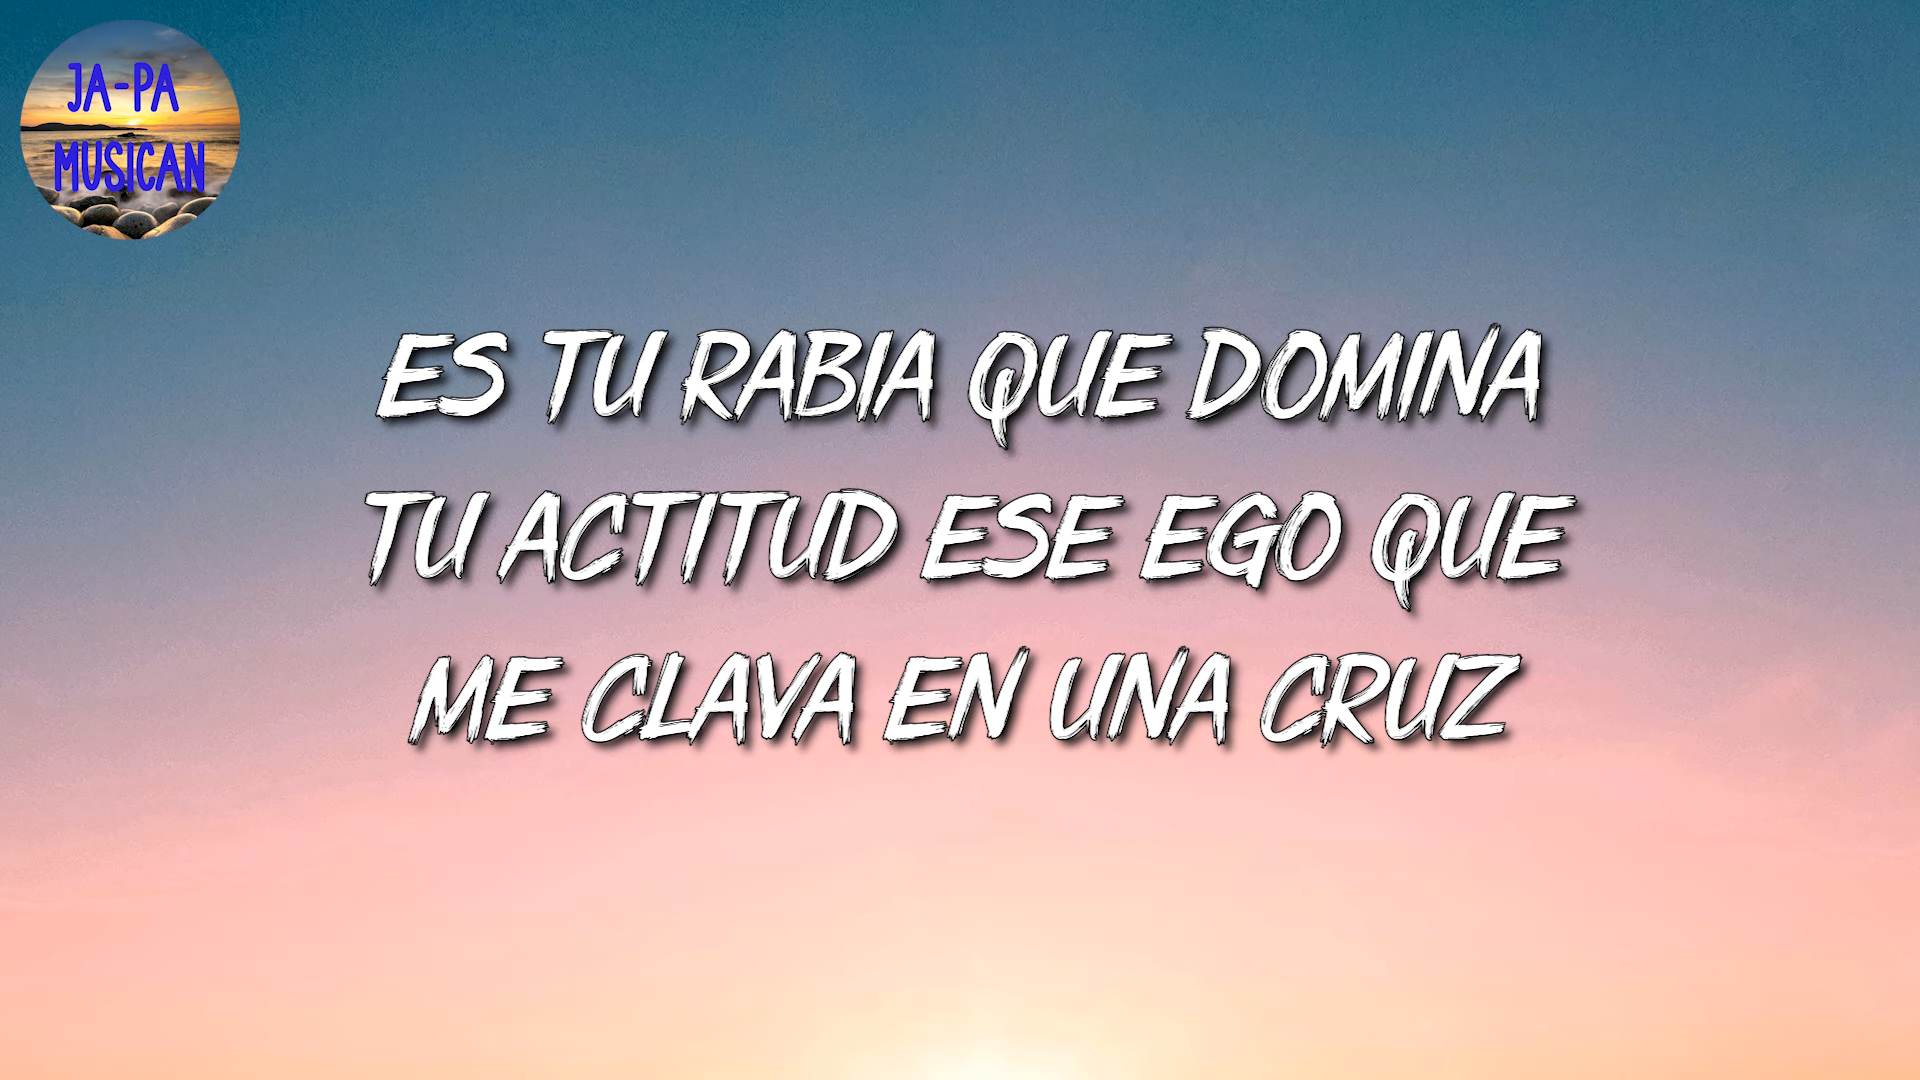 JA-PA
MUSICAN
ES TU RABIA QUE DOMINA
TU ACTITUD ESE EGO QUE
ME CLAVA EN UNA CRUZ